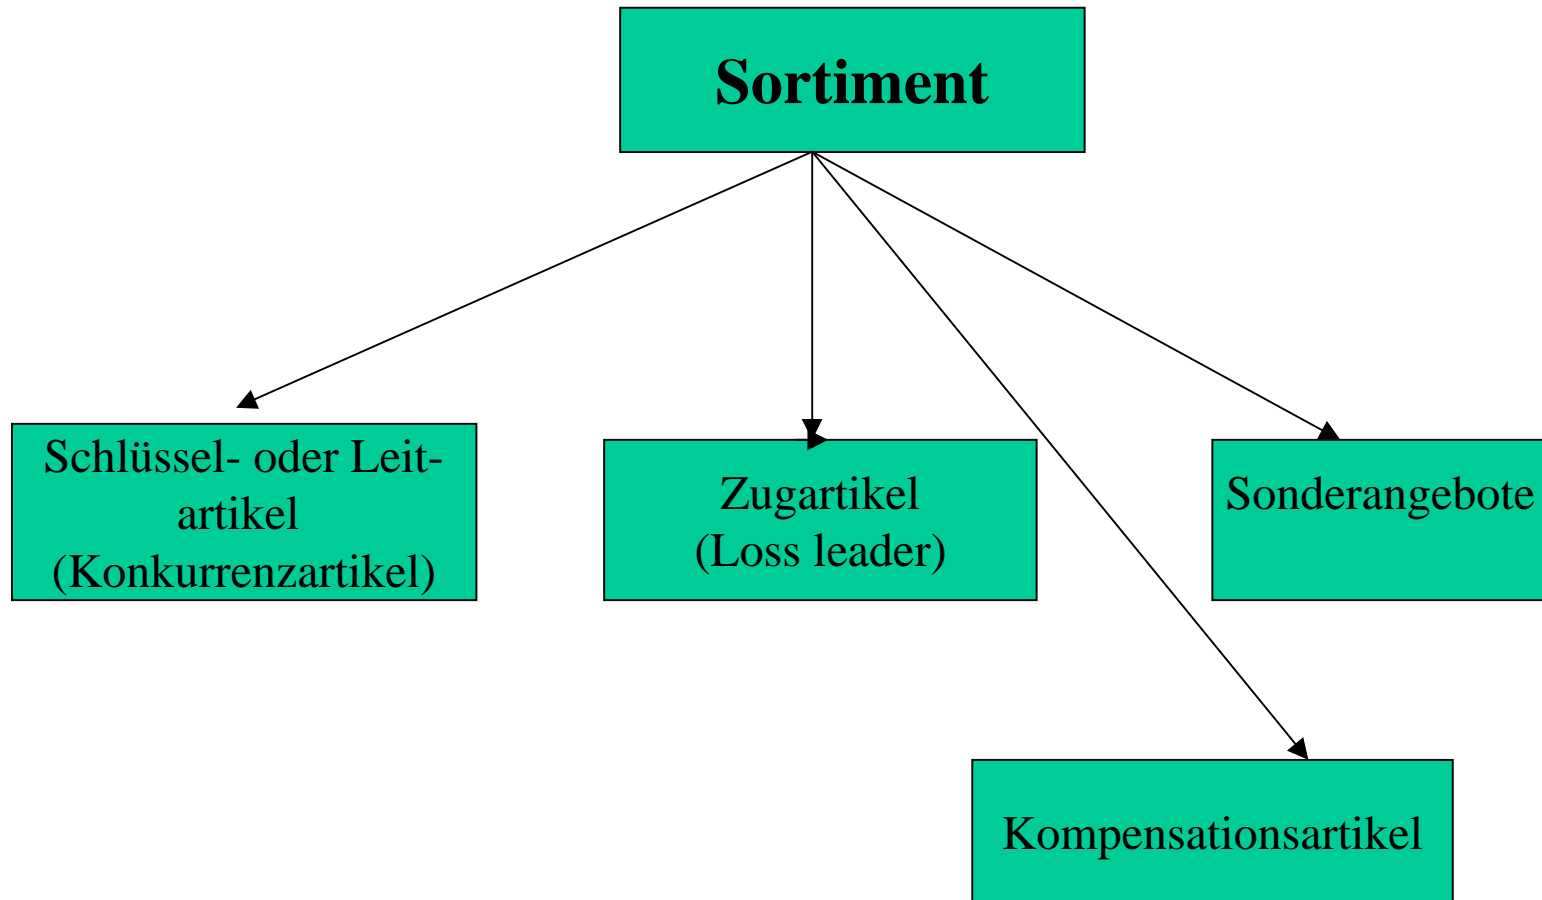 Sortiment
Schlüssel- oder Leit-
artikel
(Konkurrenzartikel)
Zugartikel
(Loss leader)
Sonderangebote
Kompensationsartikel